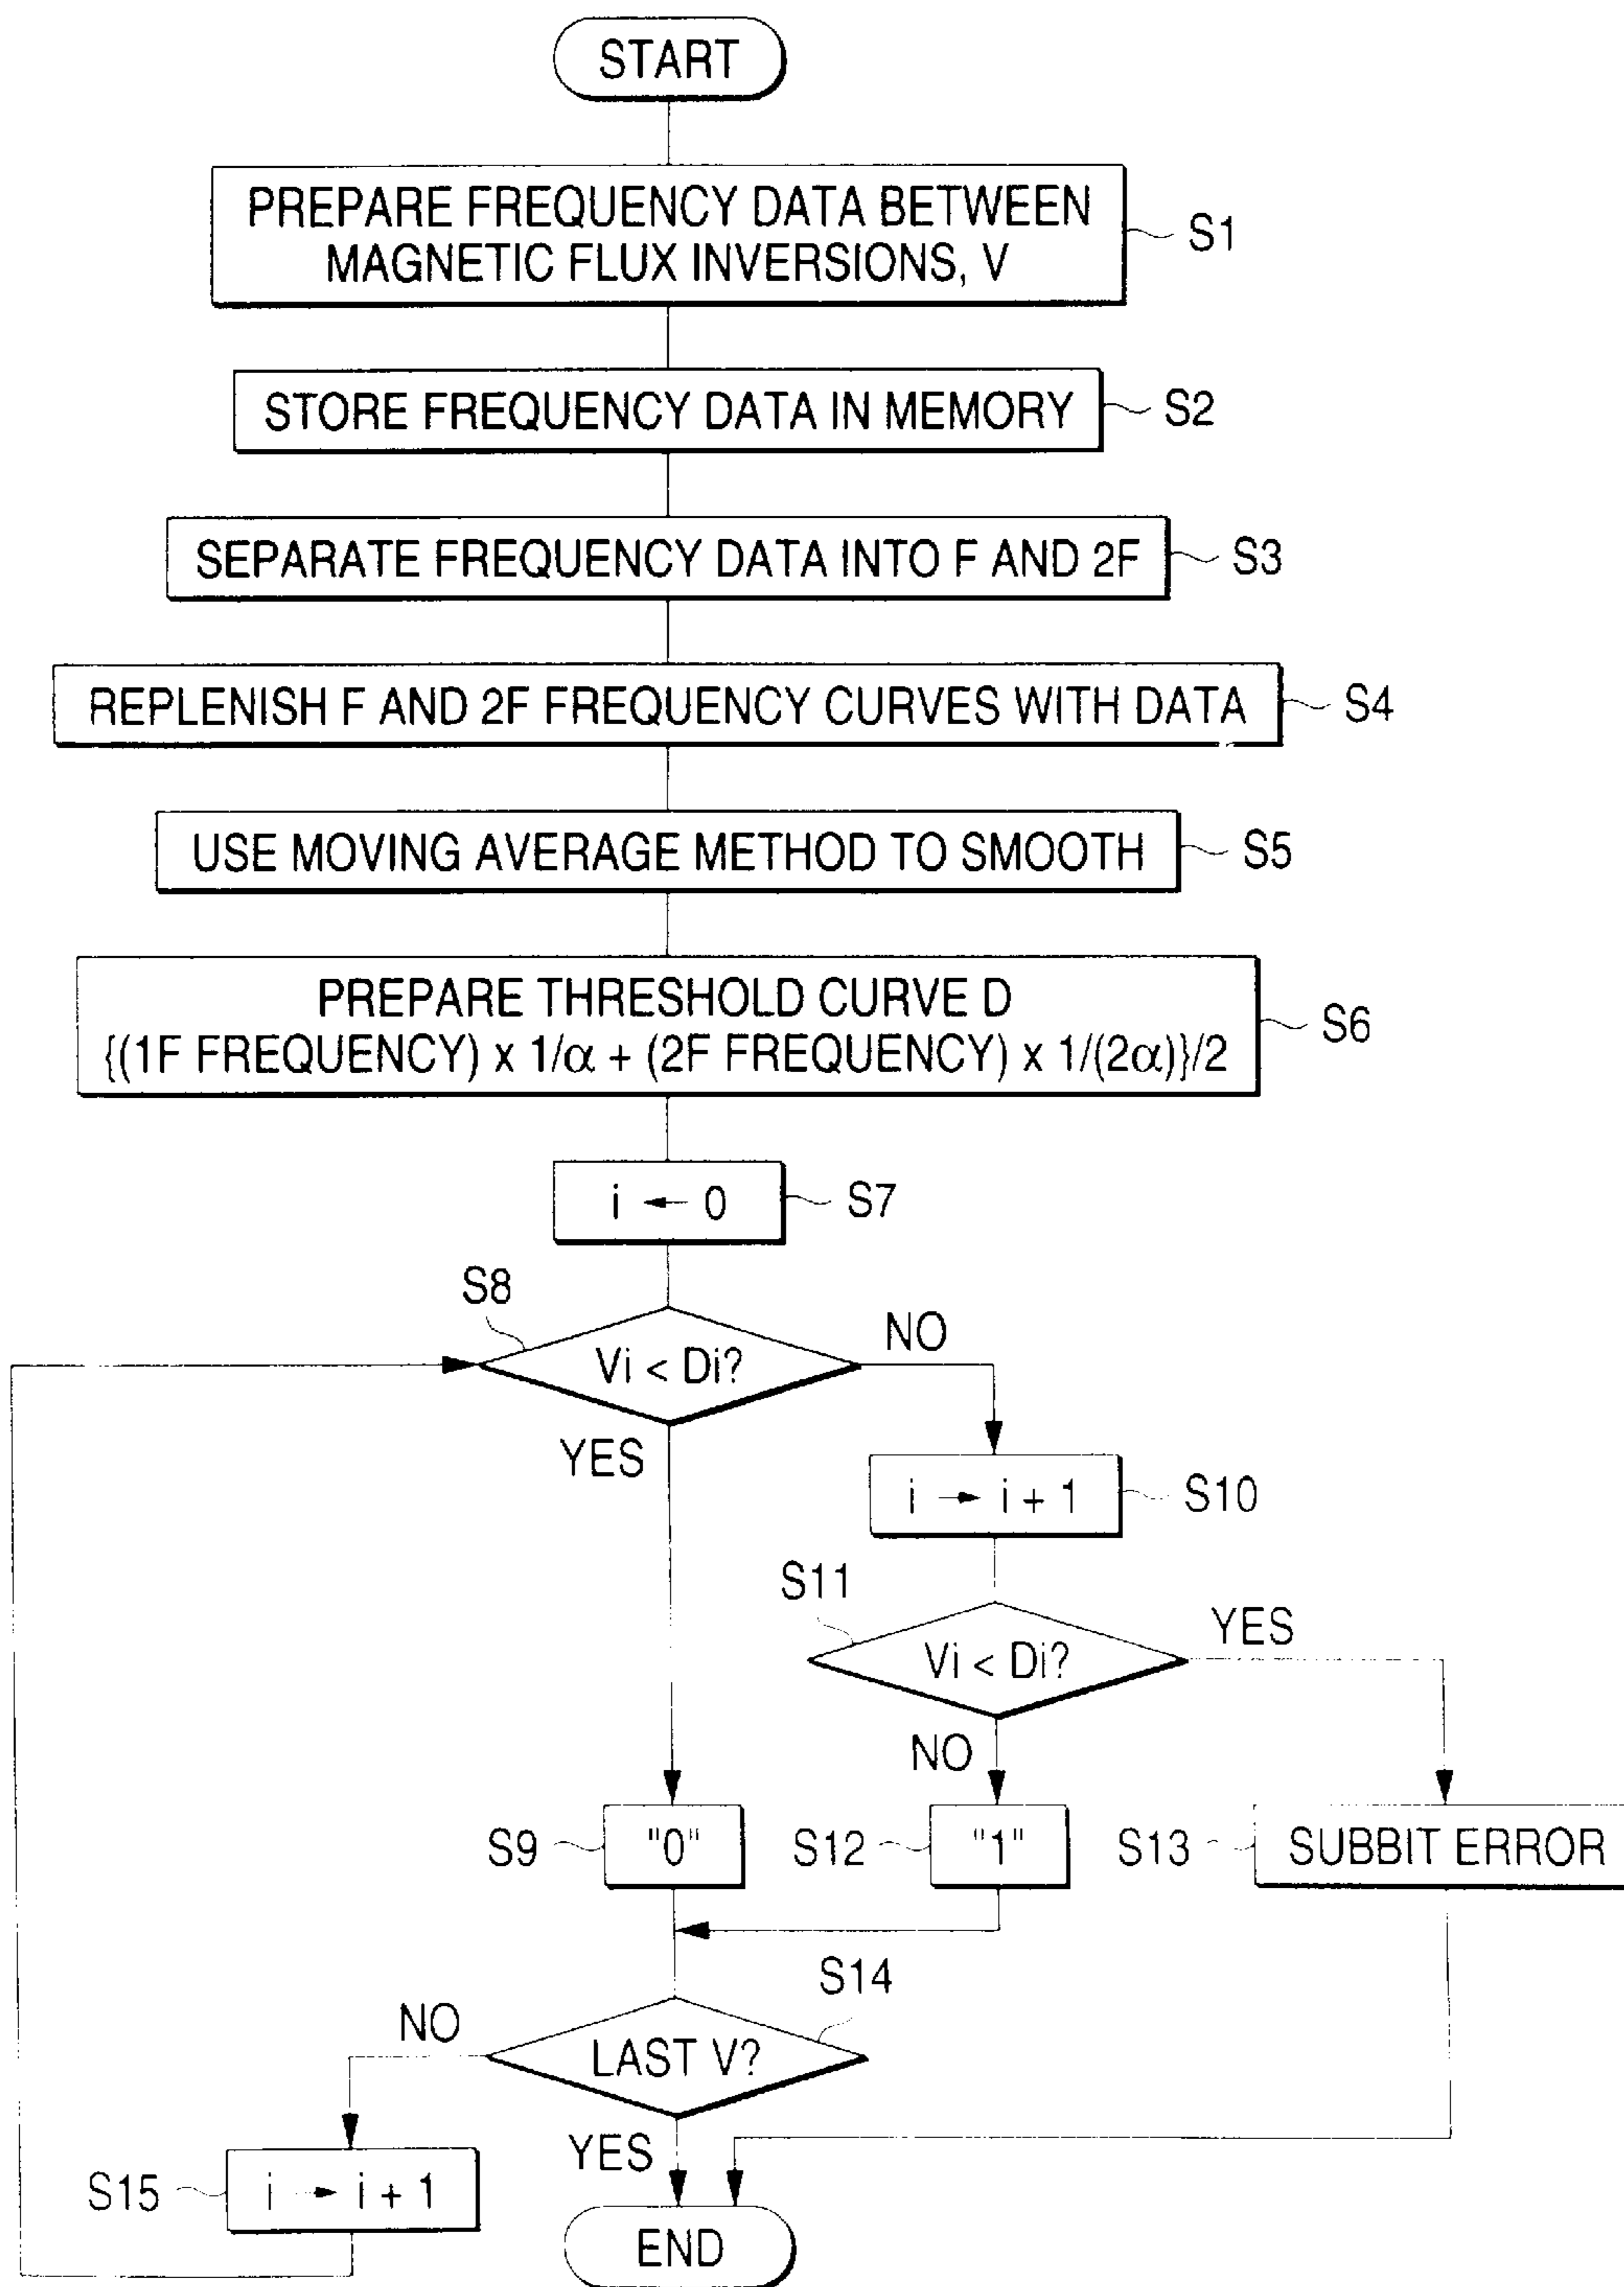 START
PREPARE FREQUENCY DATA BETWEEN
MAGNETIC FLUX INVERSIONS, V
S1
STORE FREQUENCY DATA IN MEMORY
S2
SEPARATE FREQUENCY DATA INTO F AND 2F
S3
REPLENISH F AND 2F FREQUENCY CURVES WITH DATA
S4
USE MOVING AVERAGE METHOD TO SMOOTH
S5
PREPARE THRESHOLD CURVE D
{(1F FREQUENCY) x 1/α + (2F FREQUENCY) x 1/(2α)}/2
S6
i ← 0
S7
S8
Vi < Di?
NO
YES
i → i + 1
S10
S11
Vi < Di?
YES
NO
S9
"0"
S12
"1"
S13
SUBBIT ERROR
S14
LAST V?
NO
YES
S15
i → i + 1
END